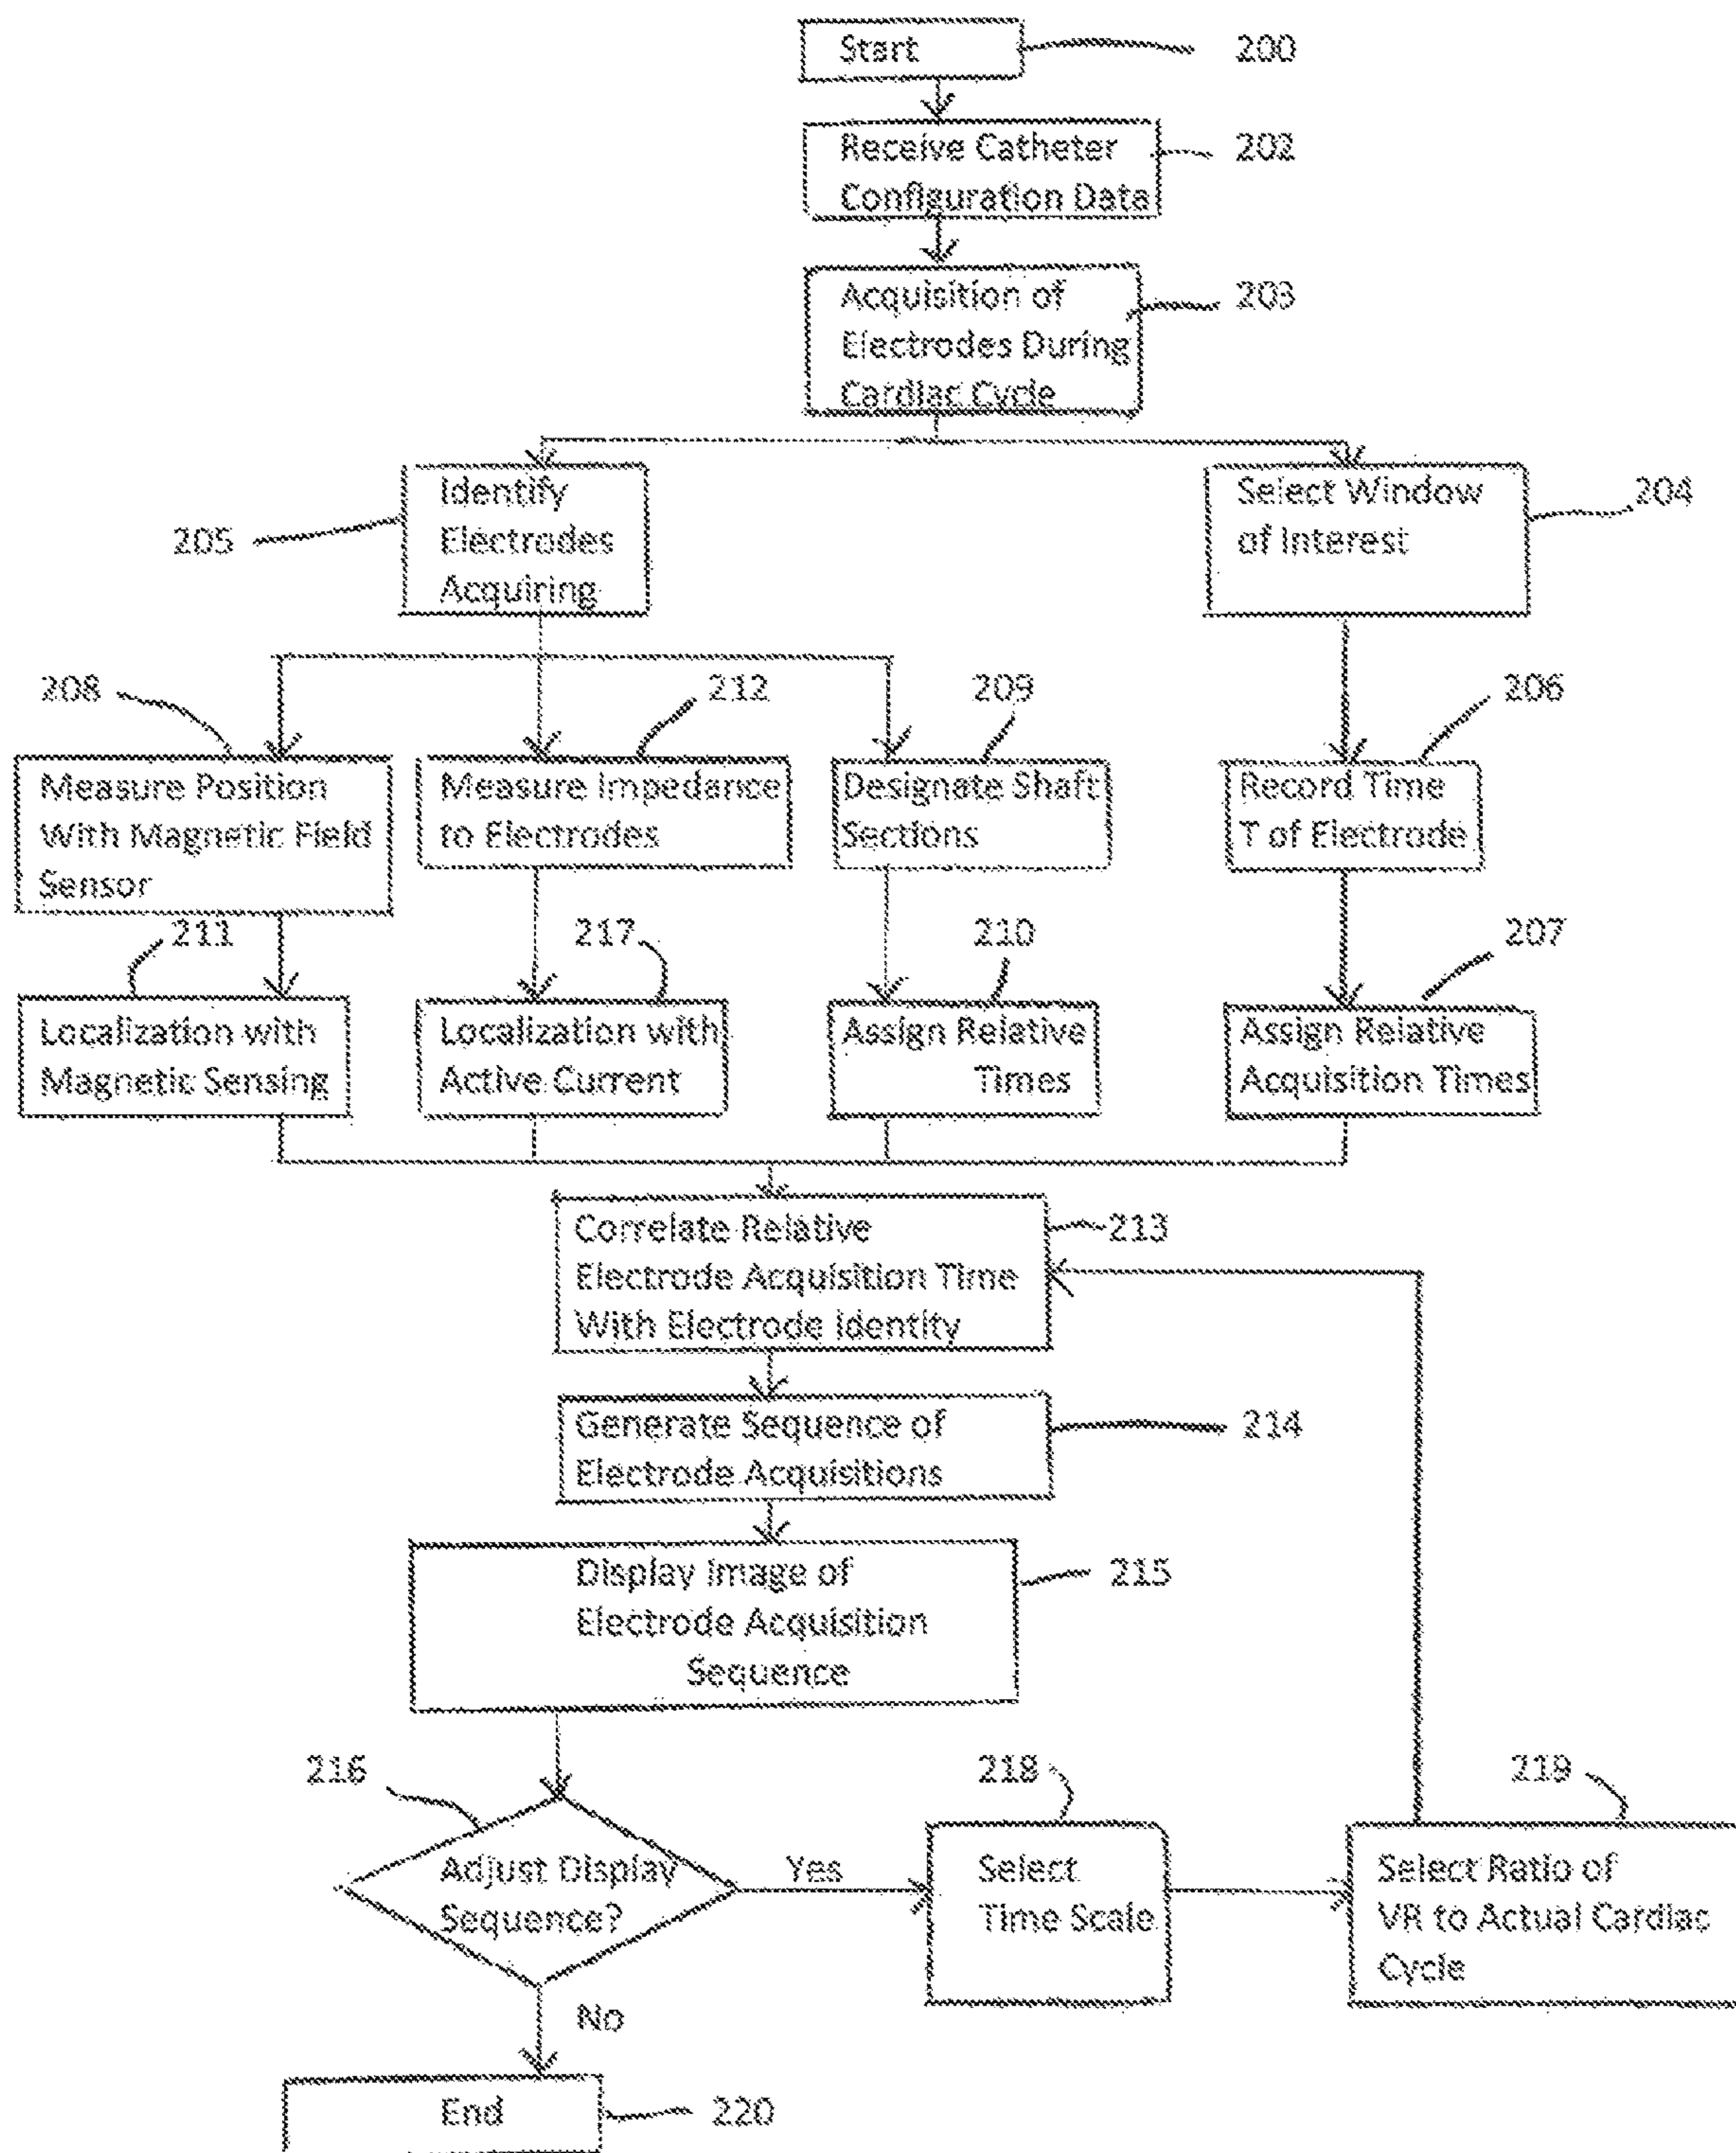 Start
200
Receive Catheter
Configuration Data
202
Acquisition of
Electrodes During
Cardiac Cycle
203
Identify
Electrodes
Acquiring
205
Select Window
of Interest
204
208
212
209
206
Measure Position
With Magnetic Field
Sensor
Measure Impedance
to Electrodes
Designate Shaft
Sections
Record Time
T of Electrode
211
217
210
207
Localization with
Magnetic Sensing
Localization with
Active Current
Assign Relative
Times
Assign Relative
Acquisition Times
Correlate Relative
Electrode Acquisition Time
With Electrode Identity
213
Generate Sequence of
Electrode Acquisitions
214
Display Image of
Electrode Acquisition
Sequence
215
216
218
219
Adjust Display
Sequence?
Yes
Select
Time Scale
Select Ratio of
VR to Actual Cardiac
Cycle
No
End
220